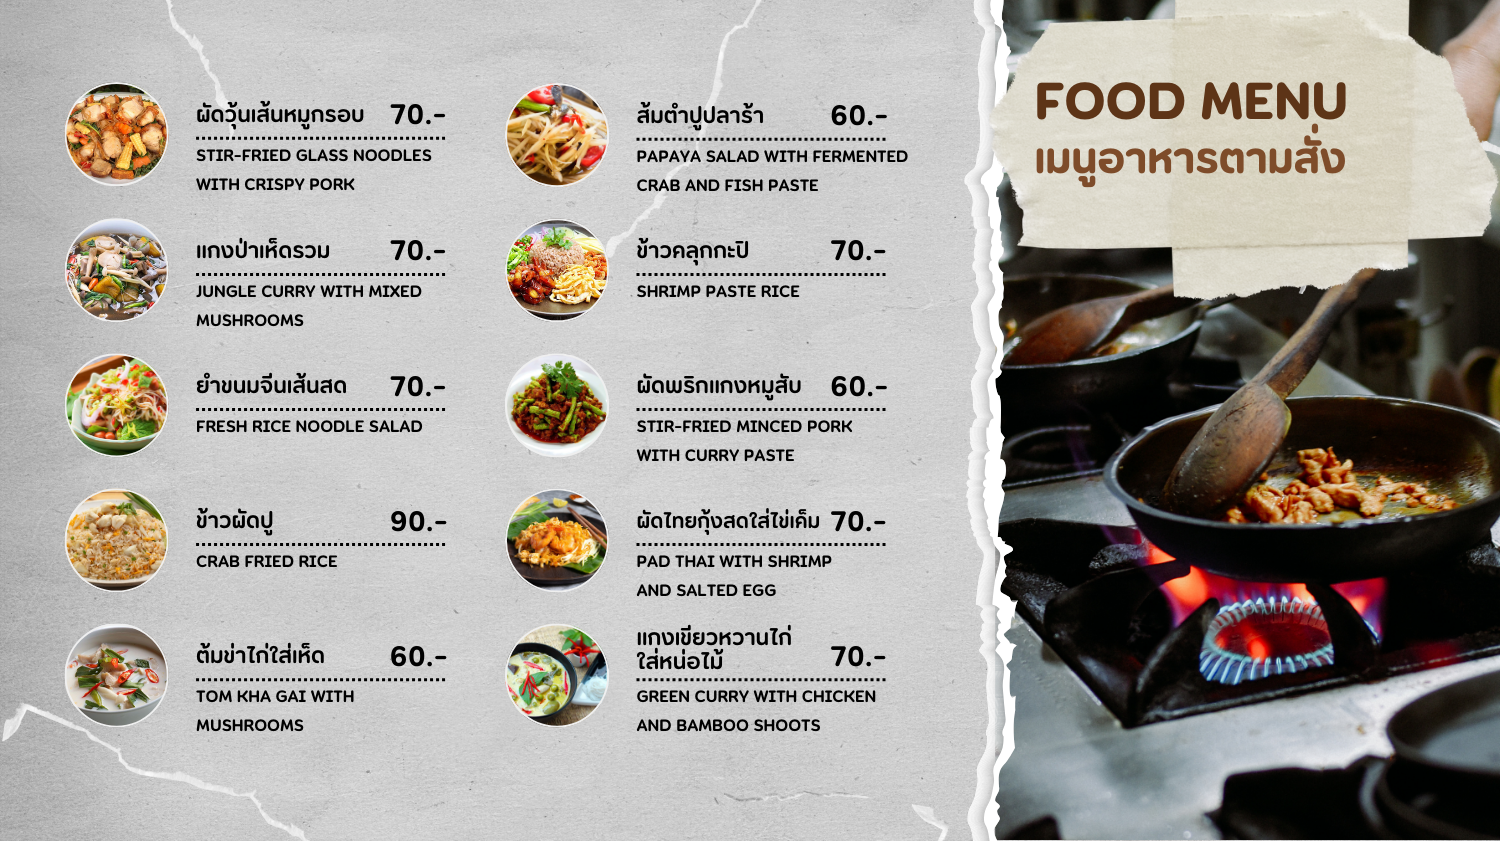 ผัดวุ้นเส้นหมูกรอบ 70.-
STIR-FRIED GLASS NOODLES
WITH CRISPY PORK
แกงป่าเห็ดรวม 70.-
JUNGLE CURRY WITH MIXED
MUSHROOMS
ยำขนมจีนเส้นสด 70.-
FRESH RICE NOODLE SALAD
ข้าวผัดปู 90.-
CRAB FRIED RICE
ต้มข่าไก่ใส่เห็ด 60.-
TOM KHA GAI WITH
MUSHROOMS
ส้มตำปูปลาร้า 60.-
PAPAYA SALAD WITH FERMENTED
CRAB AND FISH PASTE
ข้าวคลุกกะปิ 70.-
SHRIMP PASTE RICE
ผัดพริกแกงหมูสับ 60.-
STIR-FRIED MINCED PORK
WITH CURRY PASTE
ผัดไทยกุ้งสดใส่ไข่เค็ม 70.-
PAD THAI WITH SHRIMP
AND SALTED EGG
แกงเขียวหวานไก่
ใส่หน่อไม้ 70.-
GREEN CURRY WITH CHICKEN
AND BAMBOO SHOOTS
FOOD MENU
เมนูอาหารตามสั่ง